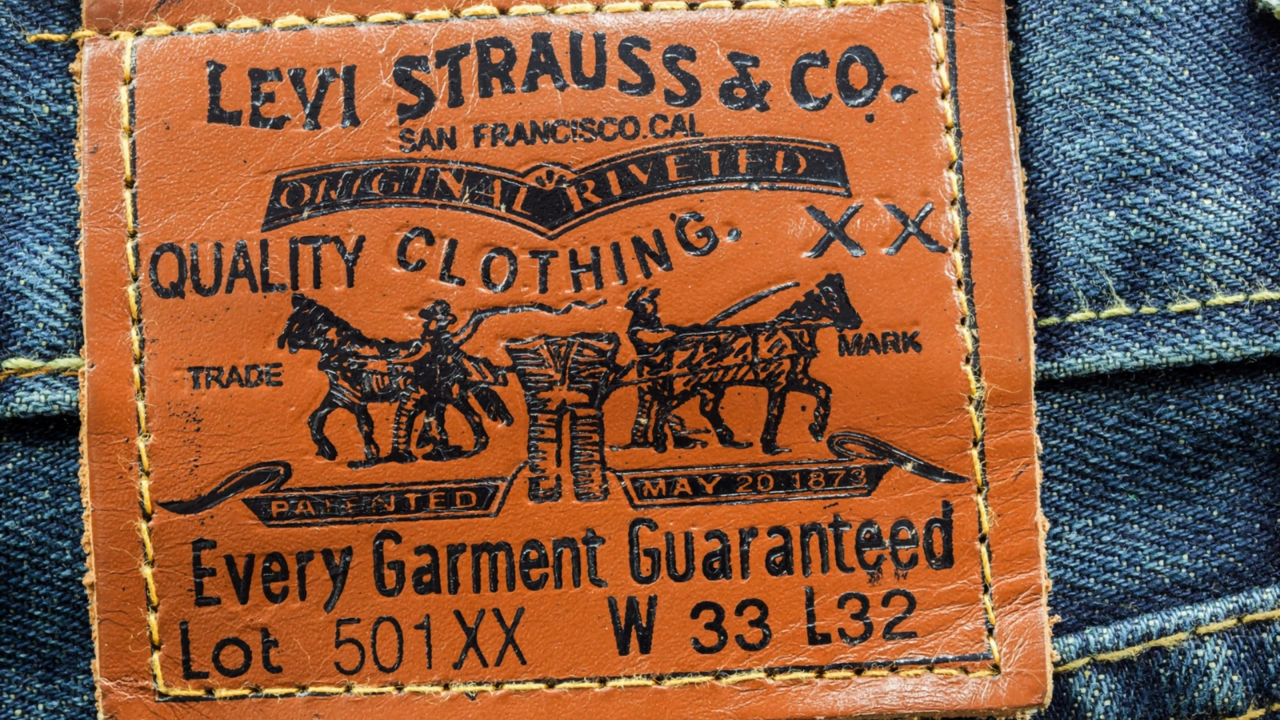 LEVI STRAUSS & CO.
SAN FRANCISCO.CAL
ORIGINAL RIVETED
QUALITY CLOTHING. XX
TRADE MARK
PATENTED MAY 20 1873
Every Garment Guaranteed
Lot 501XX W 33 L32